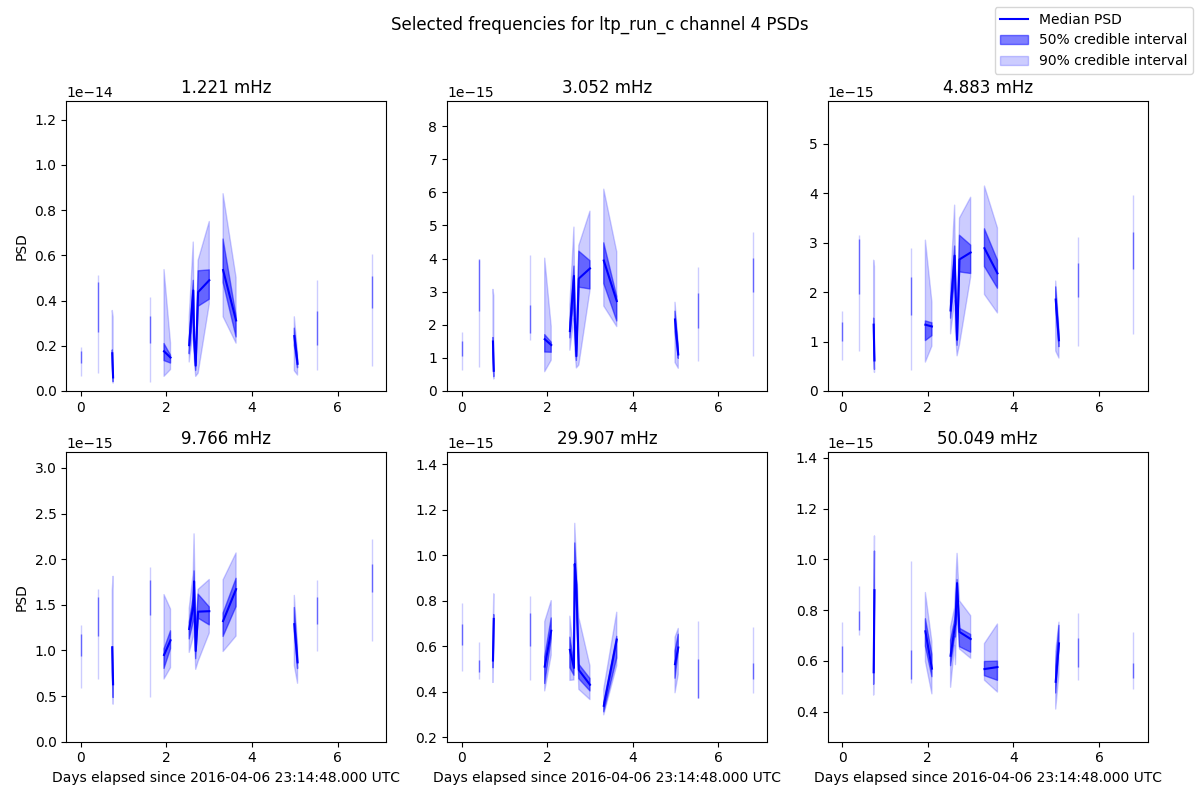 Selected frequencies for ltp_run_c channel 4 PSDs
Median PSD
50% credible interval
90% credible interval
1.221 mHz
1e−14
PSD
1.2
1.0
0.8
0.6
0.4
0.2
0.0
0 2 4 6
3.052 mHz
1e−15
8
7
6
5
4
3
2
1
0
0 2 4 6
4.883 mHz
1e−15
5
4
3
2
1
0
0 2 4 6
9.766 mHz
1e−15
PSD
3.0
2.5
2.0
1.5
1.0
0.5
0.0
0 2 4 6
Days elapsed since 2016-04-06 23:14:48.000 UTC
29.907 mHz
1e−15
1.4
1.2
1.0
0.8
0.6
0.4
0.2
0 2 4 6
Days elapsed since 2016-04-06 23:14:48.000 UTC
50.049 mHz
1e−15
1.4
1.2
1.0
0.8
0.6
0.4
0 2 4 6
Days elapsed since 2016-04-06 23:14:48.000 UTC